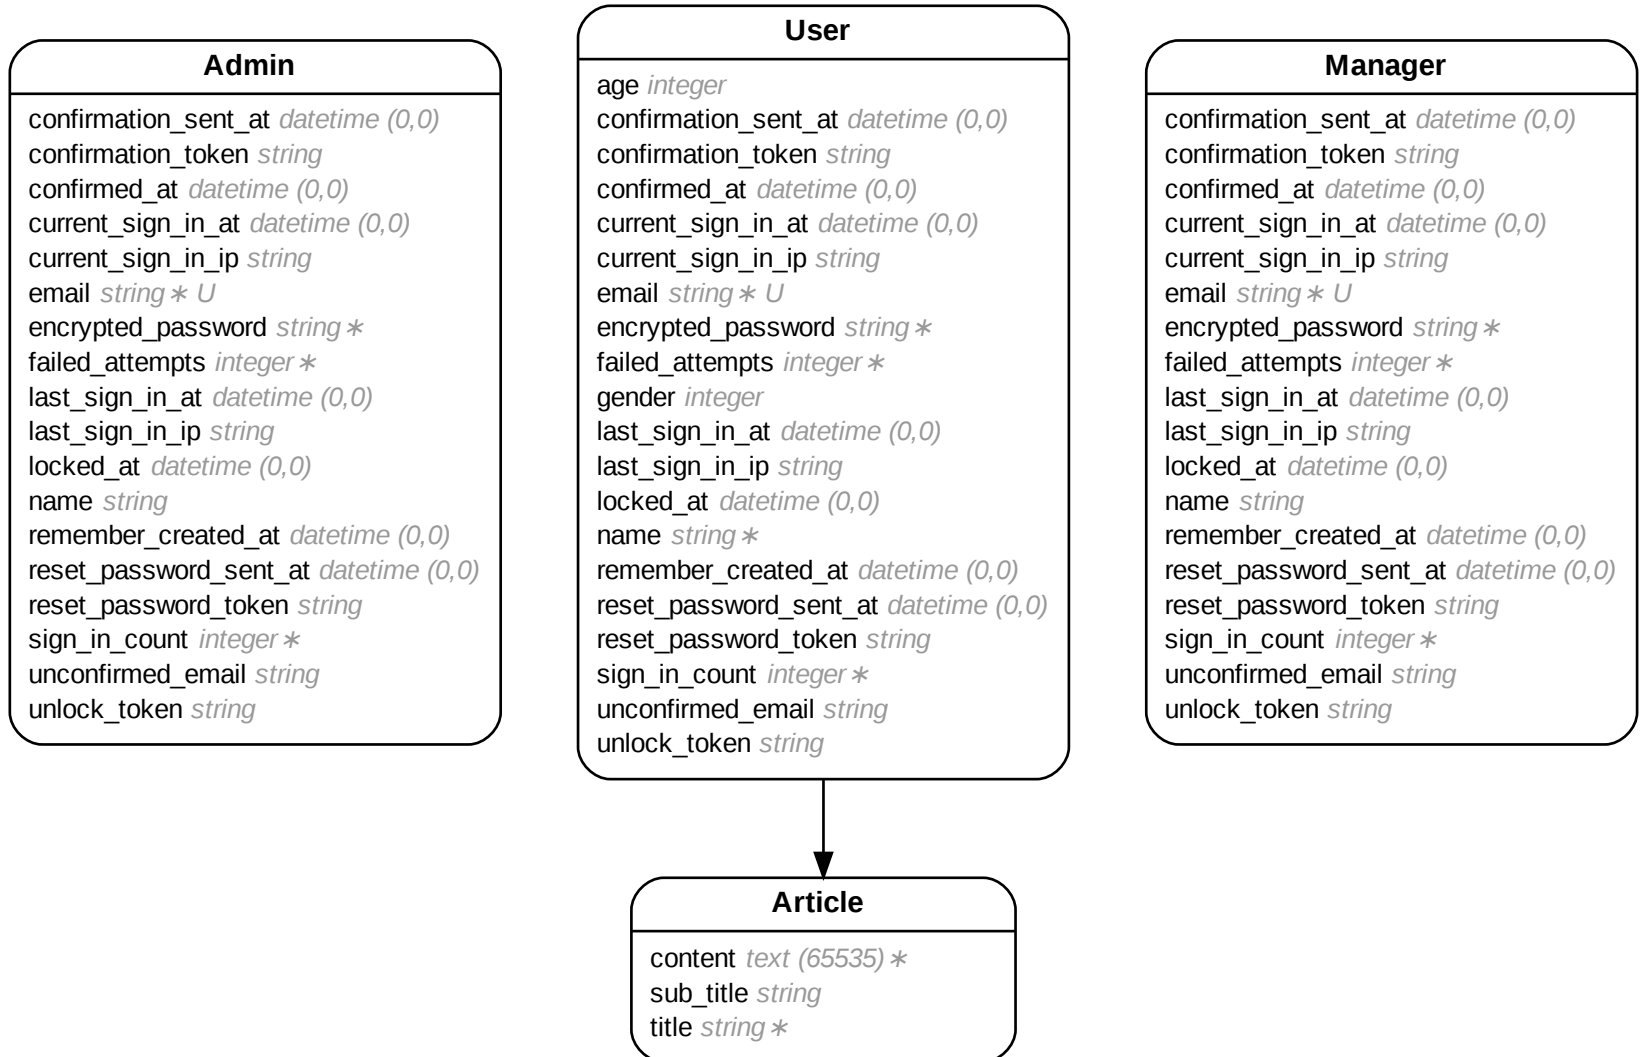 Admin
confirmation_sent_at datetime (0,0)
confirmation_token string
confirmed_at datetime (0,0)
current_sign_in_at datetime (0,0)
current_sign_in_ip string
email string ∗ U
encrypted_password string ∗
failed_attempts integer ∗
last_sign_in_at datetime (0,0)
last_sign_in_ip string
locked_at datetime (0,0)
name string
remember_created_at datetime (0,0)
reset_password_sent_at datetime (0,0)
reset_password_token string
sign_in_count integer ∗
unconfirmed_email string
unlock_token string
User
age integer
confirmation_sent_at datetime (0,0)
confirmation_token string
confirmed_at datetime (0,0)
current_sign_in_at datetime (0,0)
current_sign_in_ip string
email string ∗ U
encrypted_password string ∗
failed_attempts integer ∗
gender integer
last_sign_in_at datetime (0,0)
last_sign_in_ip string
locked_at datetime (0,0)
name string ∗
remember_created_at datetime (0,0)
reset_password_sent_at datetime (0,0)
reset_password_token string
sign_in_count integer ∗
unconfirmed_email string
unlock_token string
Manager
confirmation_sent_at datetime (0,0)
confirmation_token string
confirmed_at datetime (0,0)
current_sign_in_at datetime (0,0)
current_sign_in_ip string
email string ∗ U
encrypted_password string ∗
failed_attempts integer ∗
last_sign_in_at datetime (0,0)
last_sign_in_ip string
locked_at datetime (0,0)
name string
remember_created_at datetime (0,0)
reset_password_sent_at datetime (0,0)
reset_password_token string
sign_in_count integer ∗
unconfirmed_email string
unlock_token string
Article
content text (65535) ∗
sub_title string
title string ∗